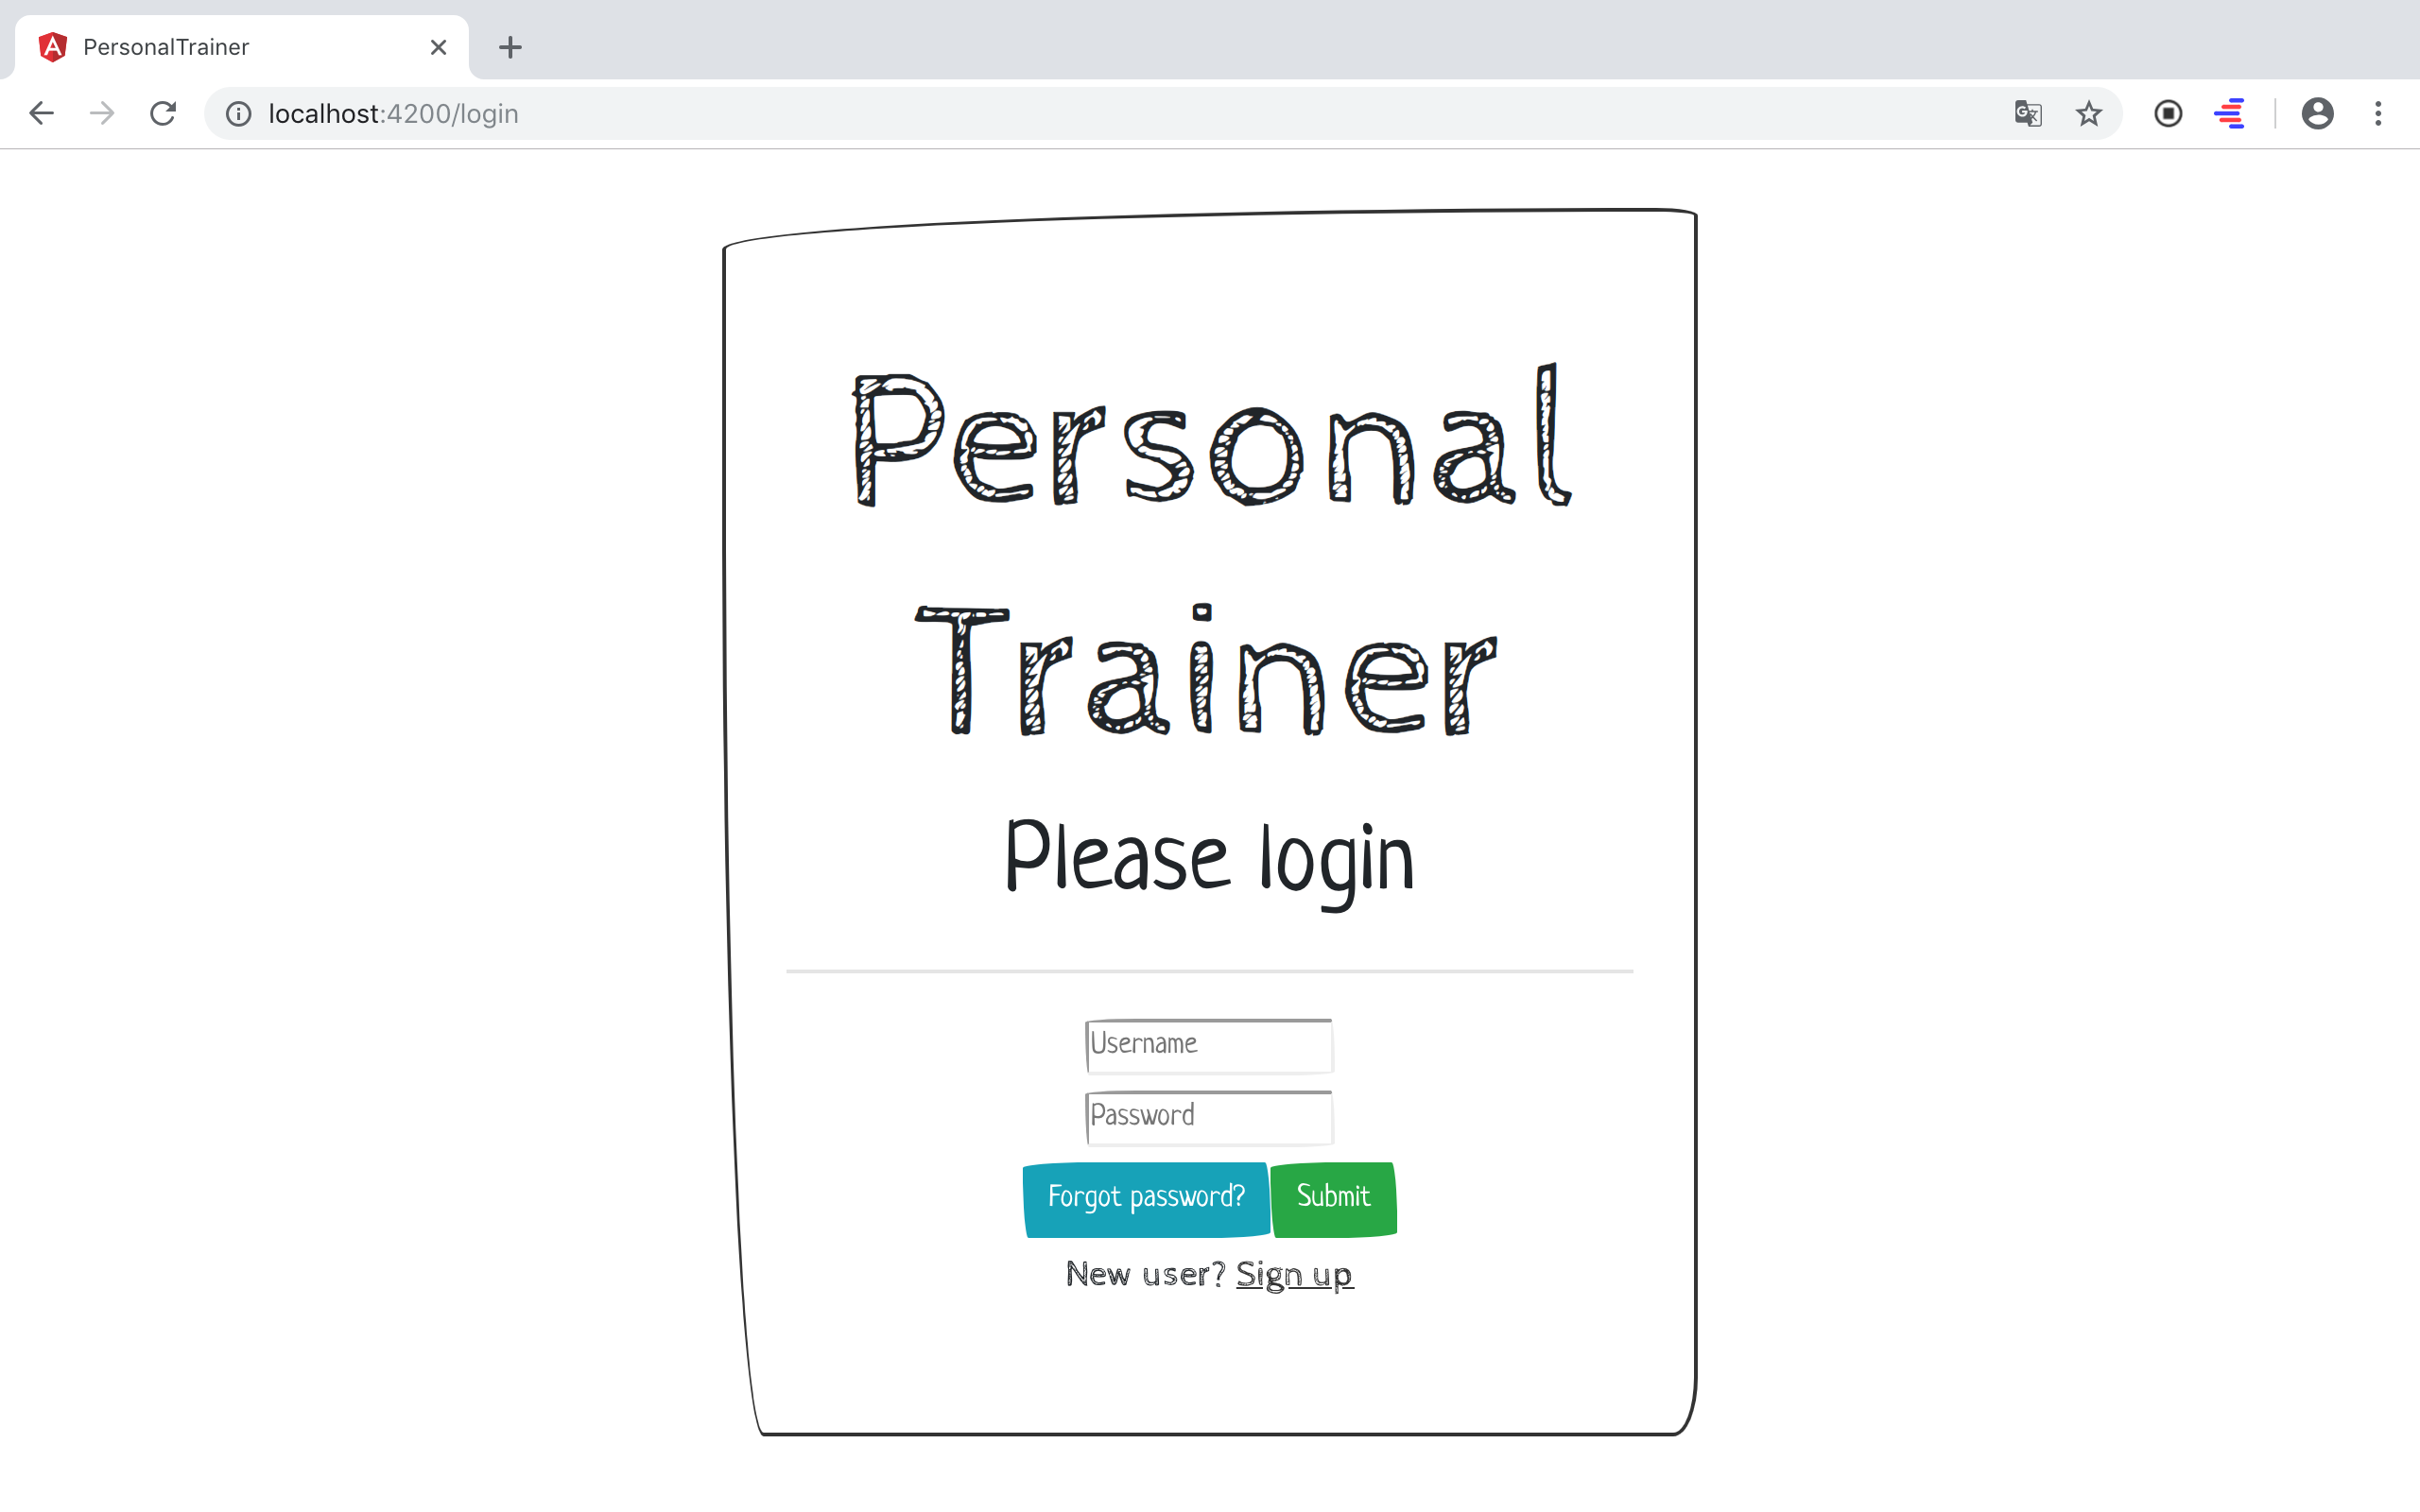 PersonalTrainer
localhost:4200/login
Personal
Trainer
Please login
Username
Password
Forgot password? Submit
New user? Sign up